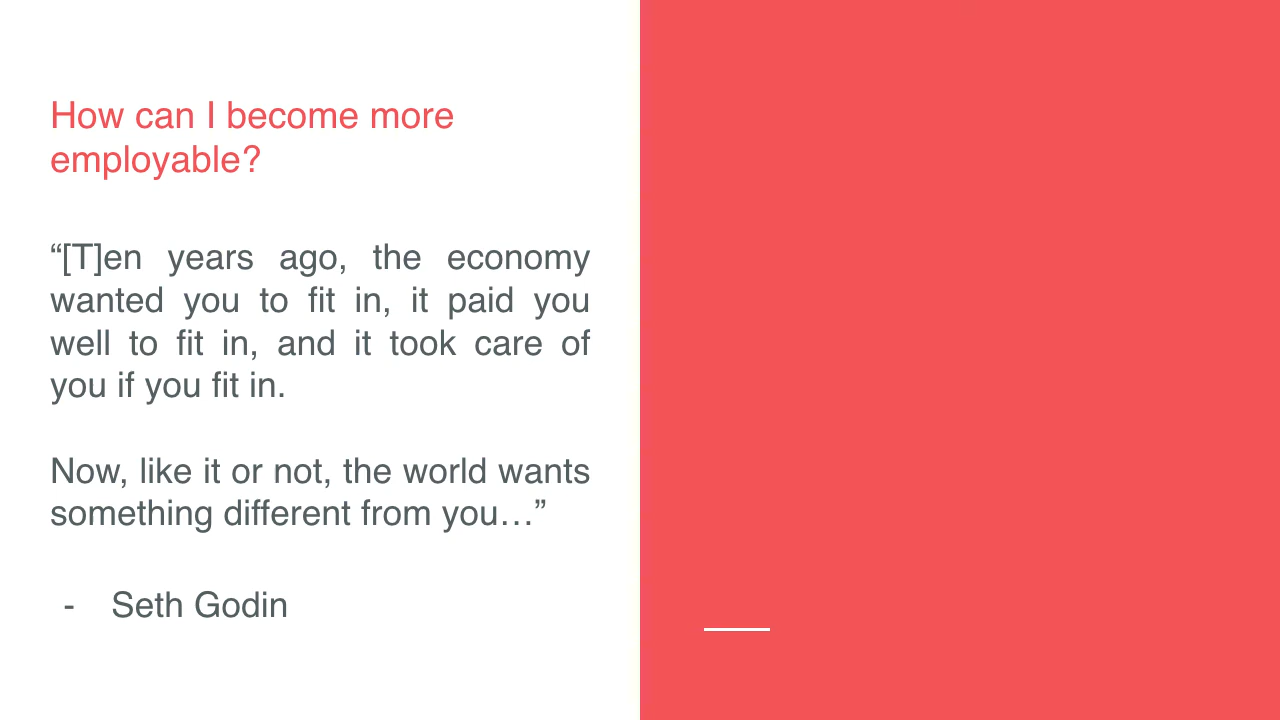 How can I become more
employable?
“[T]en years ago, the economy
wanted you to fit in, it paid you
well to fit in, and it took care of
you if you fit in.
Now, like it or not, the world wants
something different from you…”
- Seth Godin